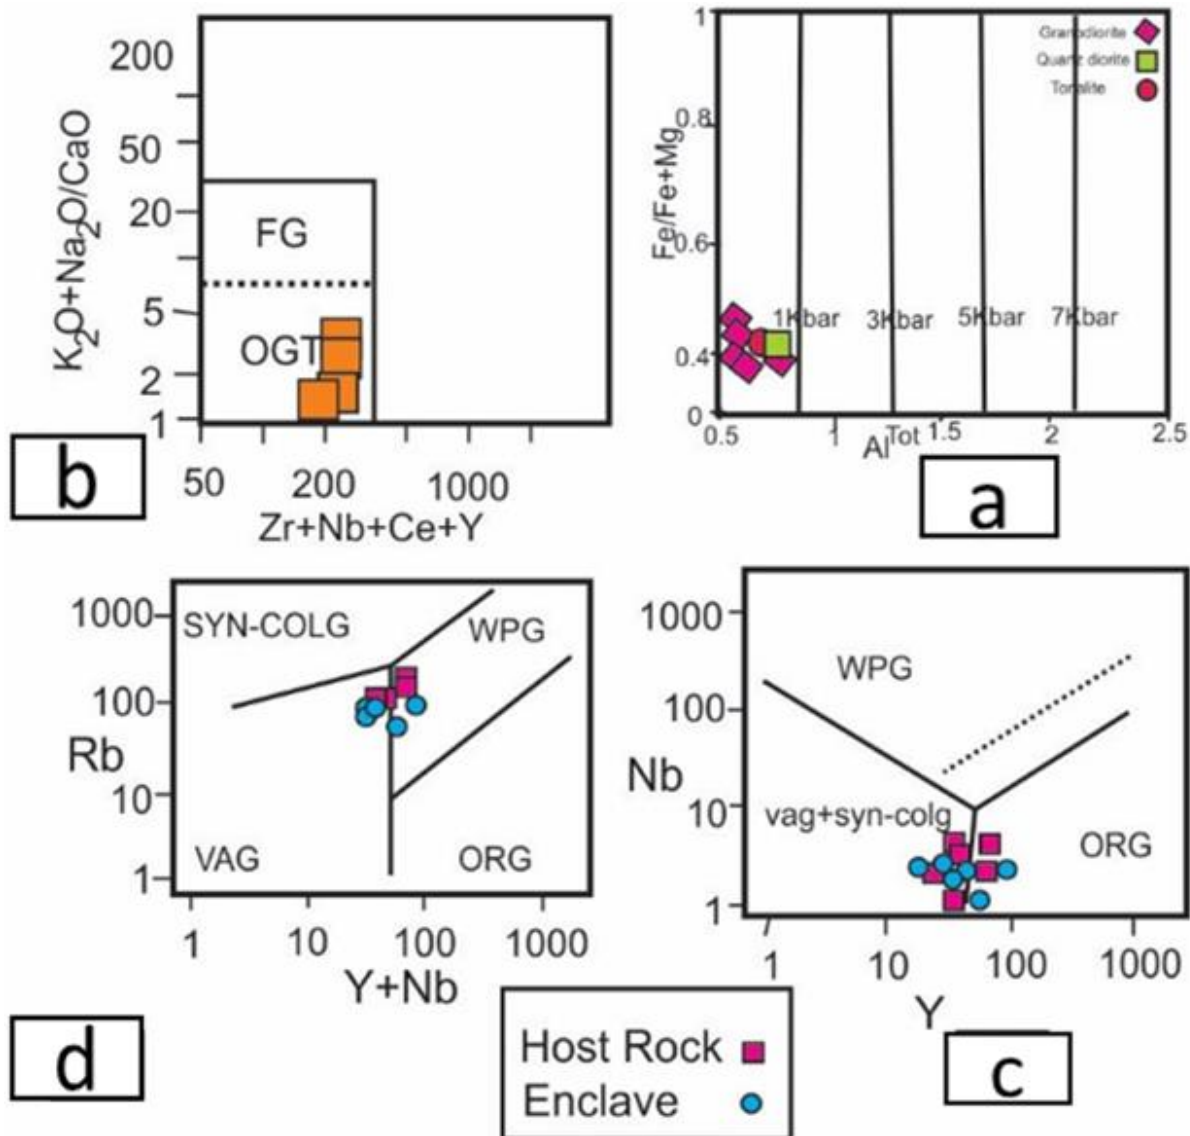 200
50
20
5
2
1
K2O+Na2O/CaO
FG
OGT
50 200 1000
Zr+Nb+Ce+Y
b
1
0.8
0.6
0.4
0
Fe/Fe+Mg
Granodiorite
Quartz diorite
Tonalite
1Kbar 3Kbar 5Kbar 7Kbar
0.5 1 1.5 2 2.5
AlTot
a
1000
100
10
1
Rb
SYN-COLG
WPG
VAG
ORG
1 10 100 1000
Y+Nb
d
1000
100
10
1
Nb
WPG
vag+syn-colg
ORG
1 10 100 1000
Y
c
Host Rock
Enclave